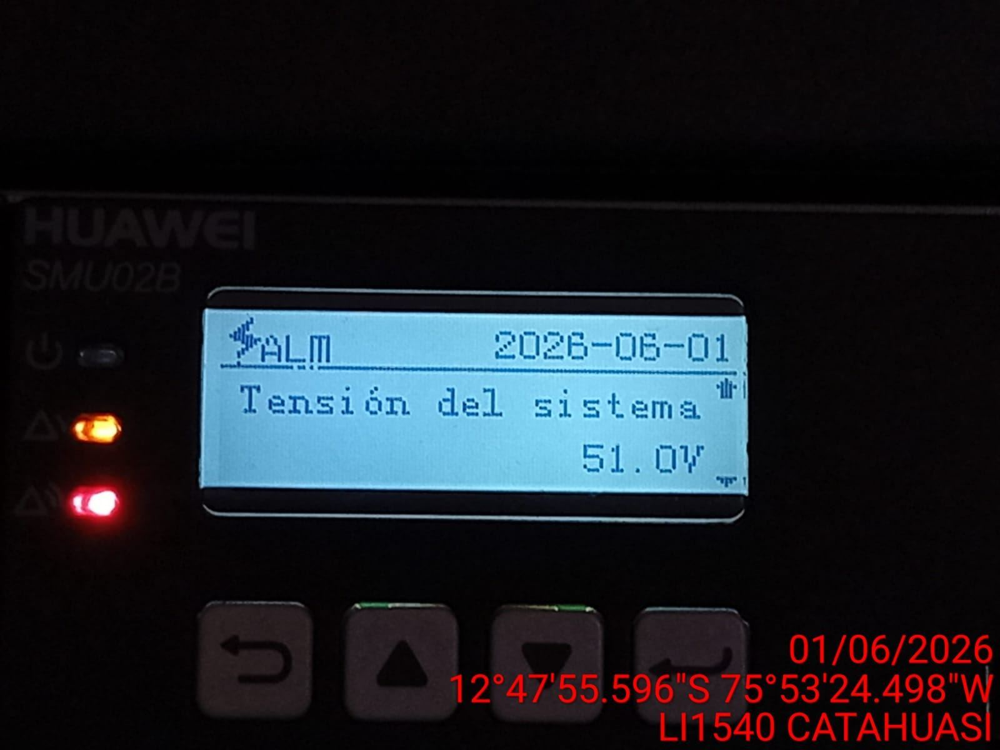 HUAWEI
SMU02B
ALM 2026-06-01
Tensión del sistema
51.0V
01/06/2026
12°47'55.596"S 75°53'24.498"W
LI1540 CATAHUASI